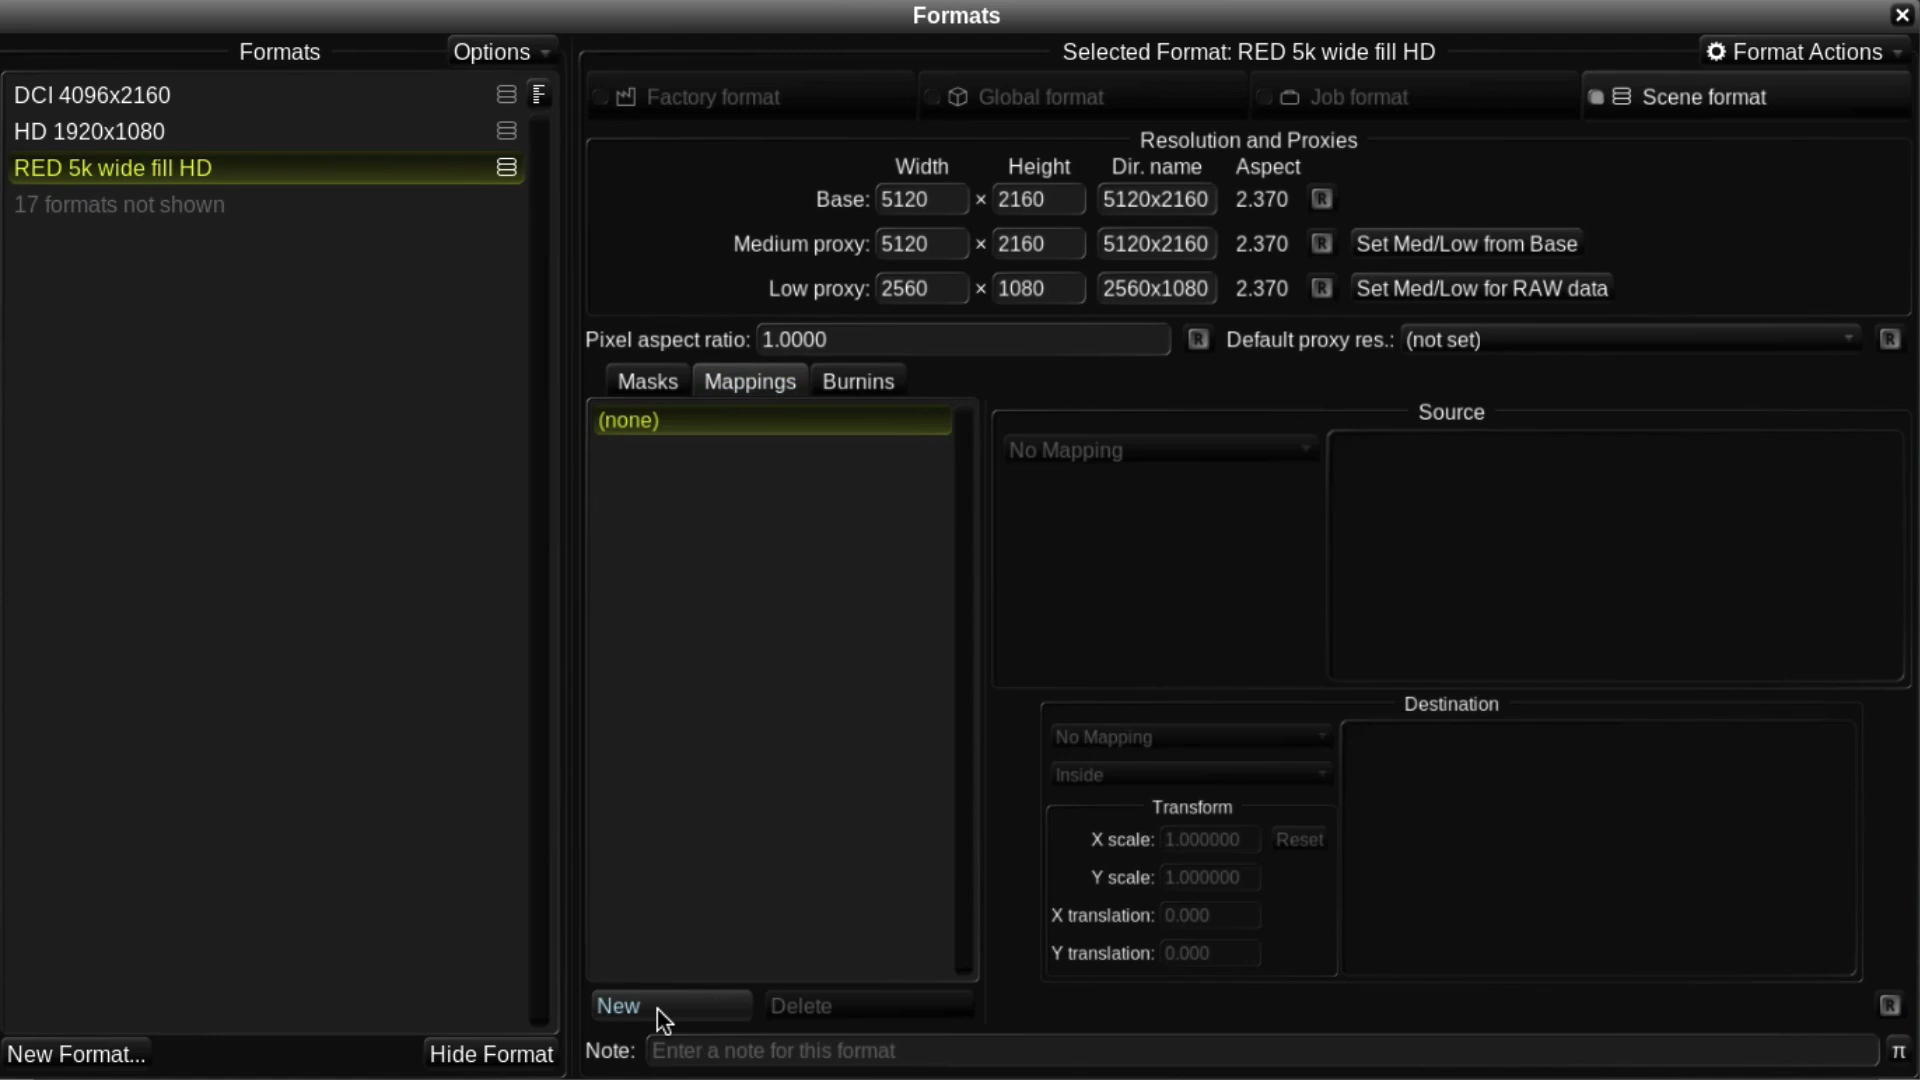 Formats
Formats
Options
DCI 4096x2160
HD 1920x1080
RED 5k wide fill HD
17 formats not shown
New Format...
Hide Format
Selected Format: RED 5k wide fill HD
Format Actions
Factory format
Global format
Job format
Scene format
Resolution and Proxies
Width Height Dir. name Aspect
Base: 5120 × 2160 5120x2160 2.370 R
Medium proxy: 5120 × 2160 5120x2160 2.370 R Set Med/Low from Base
Low proxy: 2560 × 1080 2560x1080 2.370 R Set Med/Low for RAW data
Pixel aspect ratio: 1.0000 R Default proxy res.: (not set) R
Masks Mappings Burnins
(none)
New Delete
Source
No Mapping
Destination
No Mapping
Inside
Transform
X scale: 1.000000 Reset
Y scale: 1.000000
X translation: 0.000
Y translation: 0.000
R
Note: Enter a note for this format π